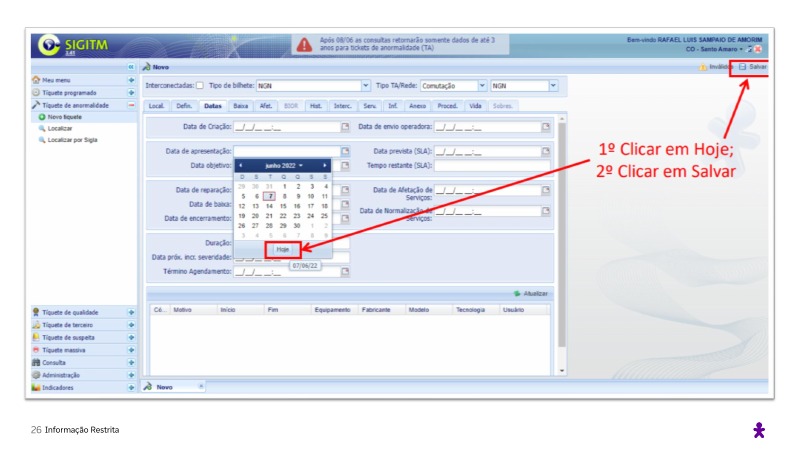 SIGITM
2.81
Após 08/06 as consultas retornarão somente dados de até 3
anos para tickets de anormalidade (TA)
Bem-vindo RAFAEL LUIS SAMPAIO DE AMORIM
CO - Santo Amaro
Novo
Inválidos
Salvar
Meu menu
Tíquete programado
Tíquete de anormalidade
Novo tíquete
Localizar
Localizar por Sigla
Interconectadas: Tipo de bilhete: NGN Tipo TA/Rede: Comutação NGN
Local. Defin. Datas Baixa Afet. BIOR Hist. Interc. Serv. Inf. Anexo Proced. Vida Sobres.
Data de Criação: __/__/__ __:__ Data de envio operadora: __/__/__ __:__
Data de apresentação: Data prevista (SLA): __/__/__ __:__
Data objetivo: Tempo restante (SLA):
junho 2022
D S T Q Q S S
29 30 31 1 2 3 4
5 6 7 8 9 10 11
12 13 14 15 16 17 18
19 20 21 22 23 24 25
26 27 28 29 30 1 2
3 4 5 6 7 8 9
Hoje
07/06/22
Data de reparação: Data de Afetação de Serviços: __/__/__ __:__
Data de baixa:
Data de encerramento: Data de Normalização de Serviços: __/__/__ __:__
Duração:
Data próx. incr. severidade: __/__/__ __:__
Término Agendamento: __/__/__ __:__
1º Clicar em Hoje;
2º Clicar em Salvar
Atualizar
Cé... Motivo Início Fim Equipamento Fabricante Modelo Tecnologia Usuário
Tíquete de qualidade
Tíquete de terceiro
Tíquete de suspeita
Tíquete massiva
Consulta
Administração
Indicadores
Novo
26 Informação Restrita